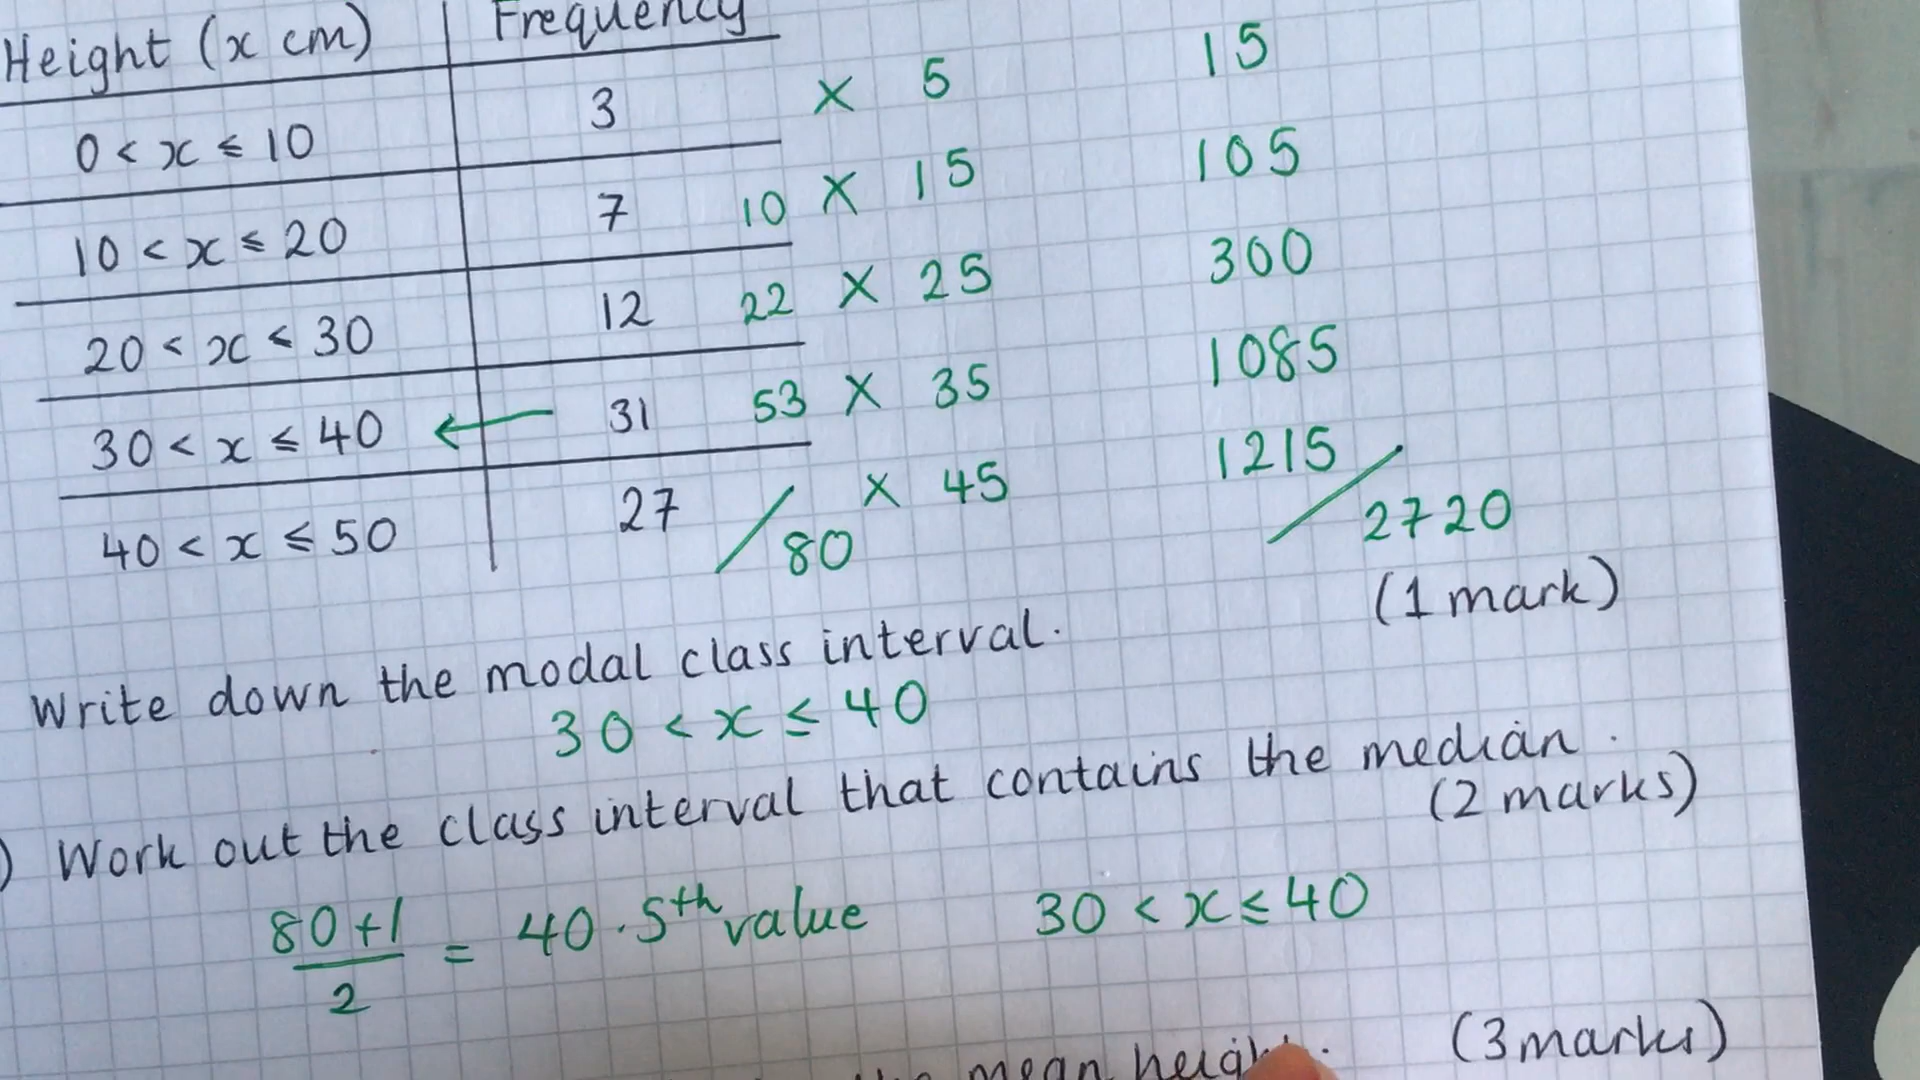 Height (x cm) Frequency
0 < x ≤ 10 3 × 5 15
10 < x ≤ 20 7 10 × 15 105
20 < x ≤ 30 12 22 × 25 300
30 < x ≤ 40 ← 31 53 × 35 1085
40 < x ≤ 50 27 / 80 × 45 1215 / 2720
(1 mark)
Write down the modal class interval.
30 < x ≤ 40
) Work out the class interval that contains the median.
(2 marks)
80+1
2
= 40.5th value 30 < x ≤ 40
mean height. (3 marks)